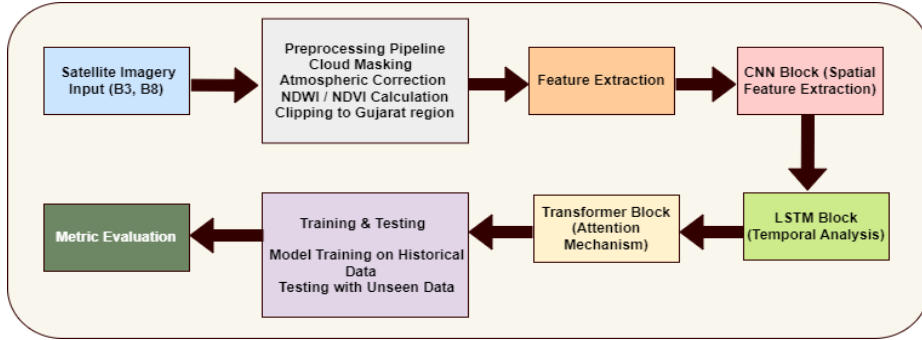 Satellite Imagery
Input (B3, B8)
Preprocessing Pipeline
Cloud Masking
Atmospheric Correction
NDWI / NDVI Calculation
Clipping to Gujarat region
Feature Extraction
CNN Block (Spatial
Feature Extraction)
LSTM Block
(Temporal Analysis)
Transformer Block
(Attention
Mechanism)
Training & Testing
Model Training on Historical
Data
Testing with Unseen Data
Metric Evaluation